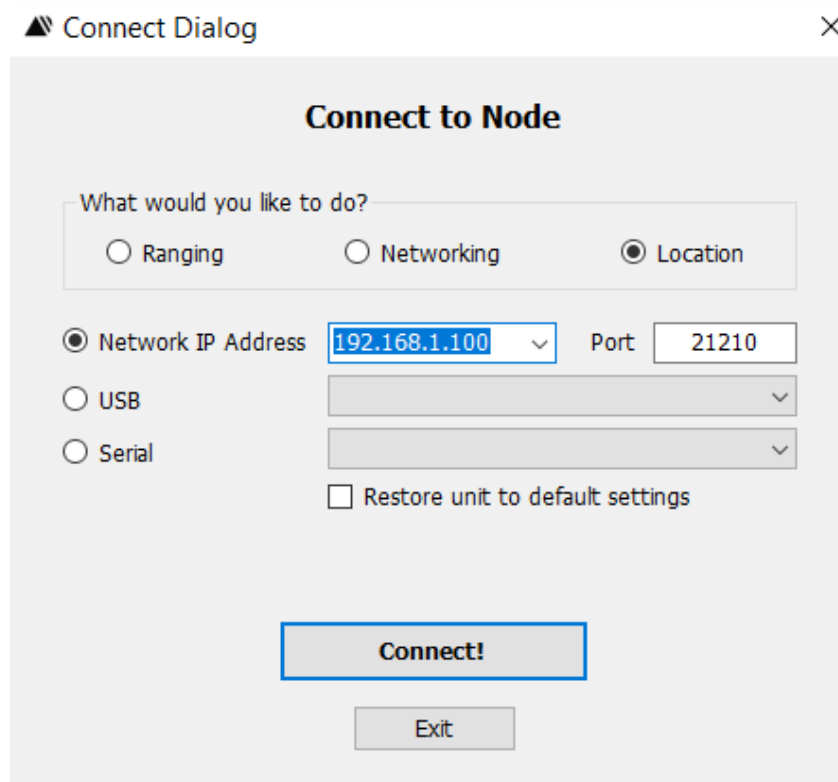 Connect Dialog
Connect to Node
What would you like to do?
Ranging Networking Location
Network IP Address 192.168.1.100 Port 21210
USB
Serial
Restore unit to default settings
Connect!
Exit